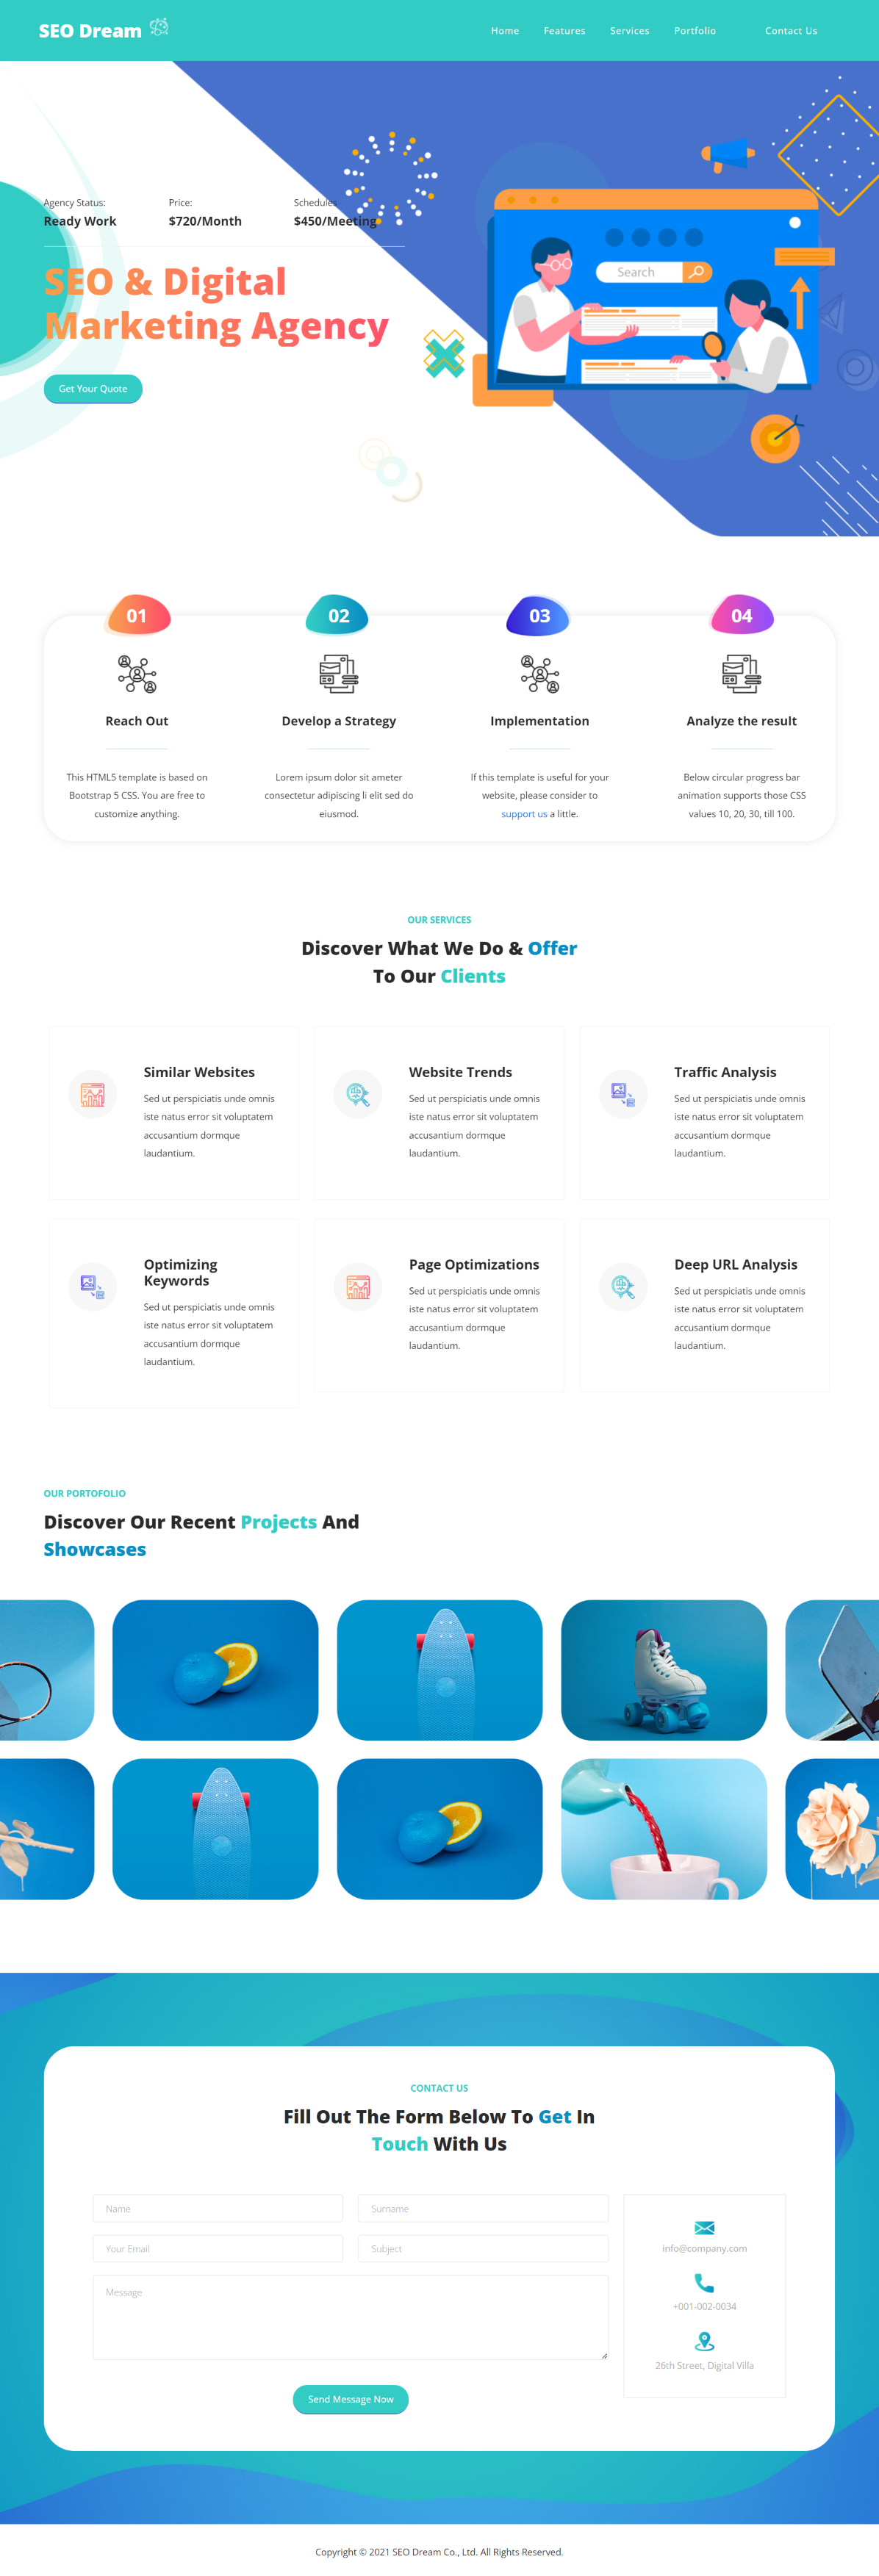 SEO Dream
Home Features Services Portfolio Contact Us
Agency Status:
Ready Work
Price:
$720/Month
Schedules
$450/Meeting
SEO & Digital
Marketing Agency
Get Your Quote
Search
01
Reach Out
This HTML5 template is based on
Bootstrap 5 CSS. You are free to
customize anything.
02
Develop a Strategy
Lorem ipsum dolor sit ameter
consectetur adipiscing li elit sed do
eiusmod.
03
Implementation
If this template is useful for your
website, please consider to
support us a little.
04
Analyze the result
Below circular progress bar
animation supports those CSS
values 10, 20, 30, till 100.
OUR SERVICES
Discover What We Do & Offer
To Our Clients
Similar Websites
Sed ut perspiciatis unde omnis
iste natus error sit voluptatem
accusantium dormque
laudantium.
Website Trends
Sed ut perspiciatis unde omnis
iste natus error sit voluptatem
accusantium dormque
laudantium.
Traffic Analysis
Sed ut perspiciatis unde omnis
iste natus error sit voluptatem
accusantium dormque
laudantium.
Optimizing
Keywords
Sed ut perspiciatis unde omnis
iste natus error sit voluptatem
accusantium dormque
laudantium.
Page Optimizations
Sed ut perspiciatis unde omnis
iste natus error sit voluptatem
accusantium dormque
laudantium.
Deep URL Analysis
Sed ut perspiciatis unde omnis
iste natus error sit voluptatem
accusantium dormque
laudantium.
OUR PORTOFOLIO
Discover Our Recent Projects And
Showcases
CONTACT US
Fill Out The Form Below To Get In
Touch With Us
Name
Surname
Your Email
Subject
Message
Send Message Now
info@company.com
+001-002-0034
26th Street, Digital Villa
Copyright © 2021 SEO Dream Co., Ltd. All Rights Reserved.